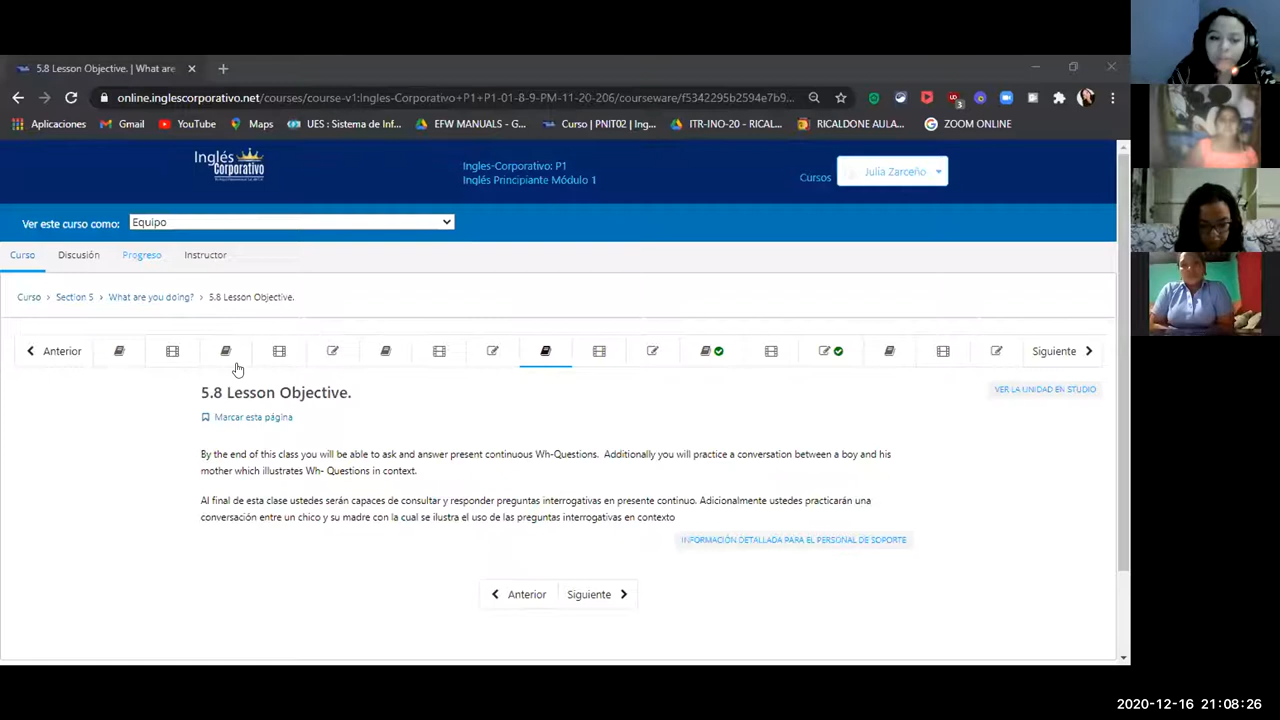 5.8 Lesson Objective. | What are
online.inglescorporativo.net/courses/course-v1:Ingles-Corporativo+P1+P1-01-8-9-PM-11-20-206/courseware/f5342295b2594e7b9...
Aplicaciones
Gmail
YouTube
Maps
UES : Sistema de Inf...
EFW MANUALS - G...
Curso | PNIT02 | Ing...
ITR-INO-20 - RICAL...
RICALDONE AULA...
ZOOM ONLINE
Inglés
Corporativo
Ingles-Corporativo: P1
Inglés Principiante Módulo 1
Cursos
Julia Zarceño
Ver este curso como:
Equipo
Curso
Discusión
Progreso
Instructor
Curso > Section 5 > What are you doing? > 5.8 Lesson Objective.
Anterior
Siguiente
5.8 Lesson Objective.
VER LA UNIDAD EN STUDIO
Marcar esta página
By the end of this class you will be able to ask and answer present continuous Wh-Questions. Additionally you will practice a conversation between a boy and his
mother which illustrates Wh- Questions in context.
Al final de esta clase ustedes serán capaces de consultar y responder preguntas interrogativas en presente continuo. Adicionalmente ustedes practicarán una
conversación entre un chico y su madre con la cual se ilustra el uso de las preguntas interrogativas en contexto
INFORMACIÓN DETALLADA PARA EL PERSONAL DE SOPORTE
Anterior
Siguiente
2020-12-16 21:08:26